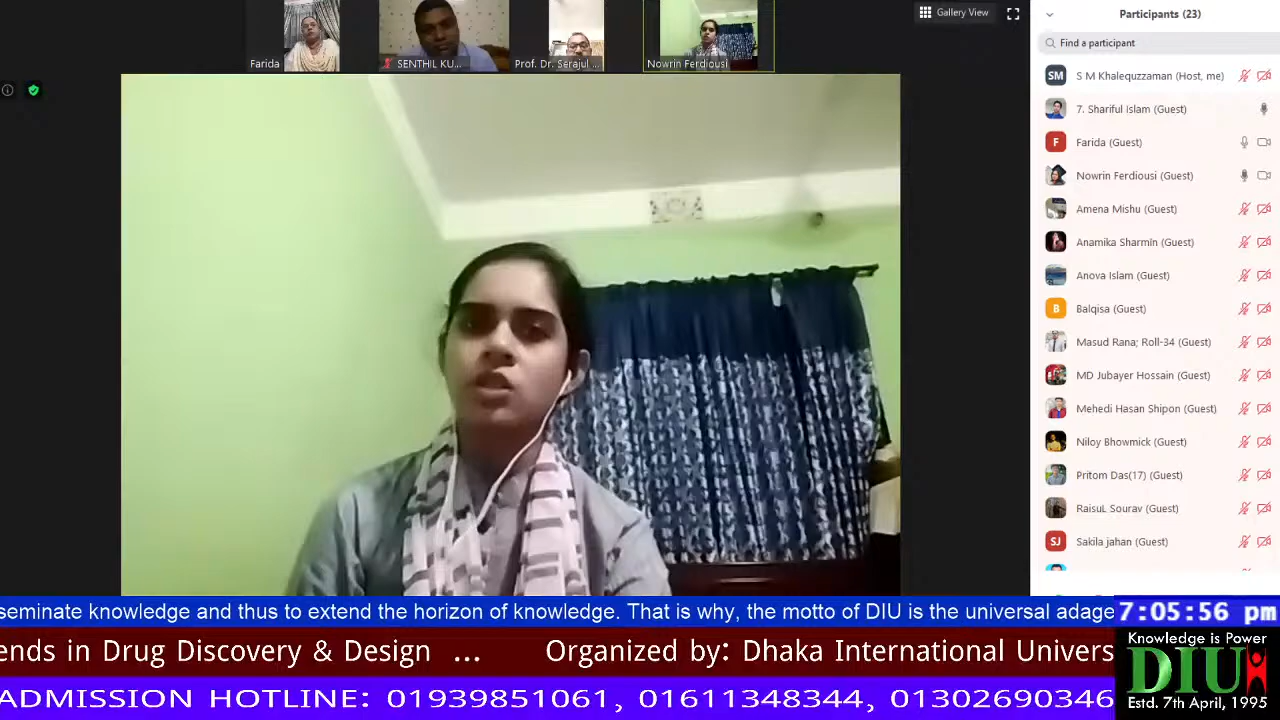 Gallery View
Participants (23)
Find a participant
Farida
SENTHIL KU...
Prof. Dr. Serajul ...
Nowrin Ferdiousi
SM
S M Khalequzzaman (Host, me)
7. Shariful Islam (Guest)
F
Farida (Guest)
Nowrin Ferdiousi (Guest)
Amena Mishu (Guest)
Anamika Sharmin (Guest)
Anova Islam (Guest)
B
Balqisa (Guest)
Masud Rana; Roll-34 (Guest)
MD Jubayer Hossain (Guest)
Mehedi Hasan Shipon (Guest)
Niloy Bhowmick (Guest)
Pritom Das(17) (Guest)
RaisuL Sourav (Guest)
SJ
Sakila jahan (Guest)
seminate knowledge and thus to extend the horizon of knowledge. That is why, the motto of DIU is the universal adage
7:05:56 pm
ends in Drug Discovery & Design ... Organized by: Dhaka International Univers
Knowledge is Power
DIU
Estd. 7th April, 1995
ADMISSION HOTLINE: 01939851061, 01611348344, 01302690346